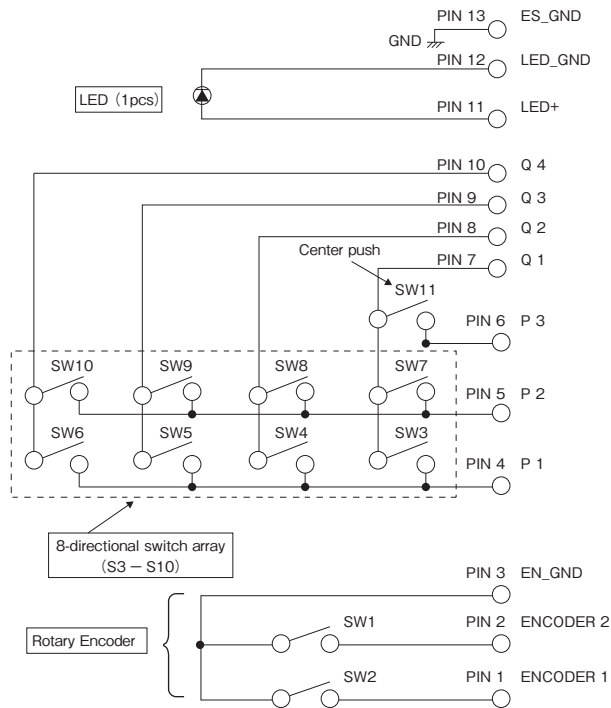 PIN 13 ES_GND
GND
PIN 12 LED_GND
LED (1pcs)
PIN 11 LED+
PIN 10 Q 4
PIN 9 Q 3
PIN 8 Q 2
Center push
PIN 7 Q 1
SW11
PIN 6 P 3
SW10 SW9 SW8 SW7
PIN 5 P 2
SW6 SW5 SW4 SW3
PIN 4 P 1
8-directional switch array
(S3 – S10)
PIN 3 EN_GND
SW1 PIN 2 ENCODER 2
Rotary Encoder
SW2 PIN 1 ENCODER 1